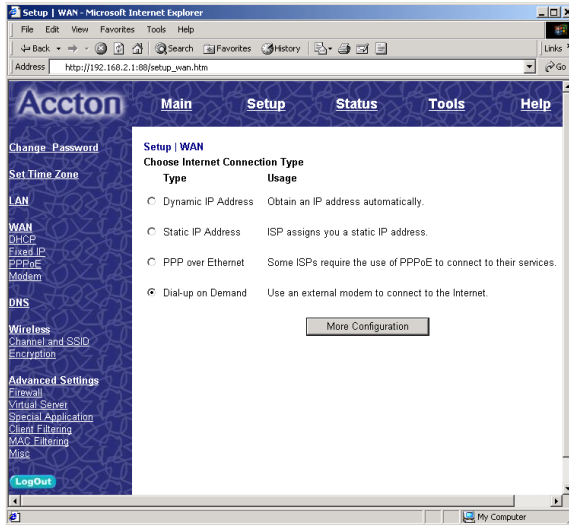 Setup | WAN - Microsoft Internet Explorer
File Edit View Favorites Tools Help
Back Search Favorites History Links
Address http://192.168.2.1:88/setup_wan.htm Go
Accton Main Setup Status Tools Help
Change Password
Set Time Zone
LAN
WAN
DHCP
Fixed IP
PPPoE
Modem
DNS
Wireless
Channel and SSID
Encryption
Advanced Settings
Firewall
Virtual Server
Special Application
Client Filtering
MAC Filtering
Misc
LogOut
Setup | WAN
Choose Internet Connection Type
Type Usage
Dynamic IP Address Obtain an IP address automatically.
Static IP Address ISP assigns you a static IP address.
PPP over Ethernet Some ISPs require the use of PPPoE to connect to their services.
Dial-up on Demand Use an external modem to connect to the Internet.
More Configuration
My Computer